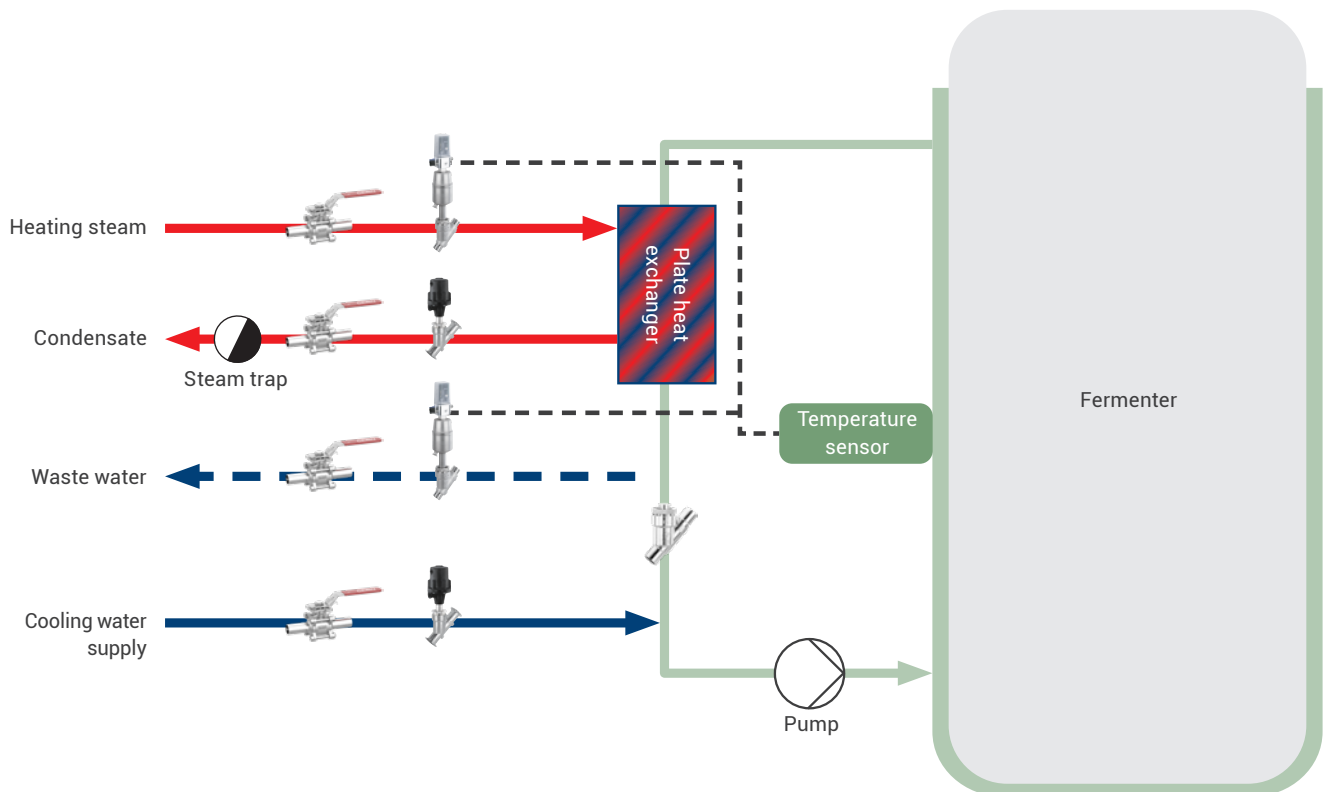 Heating steam
Condensate
Steam trap
Waste water
Cooling water
supply
Plate heat
exchanger
Temperature
sensor
Pump
Fermenter